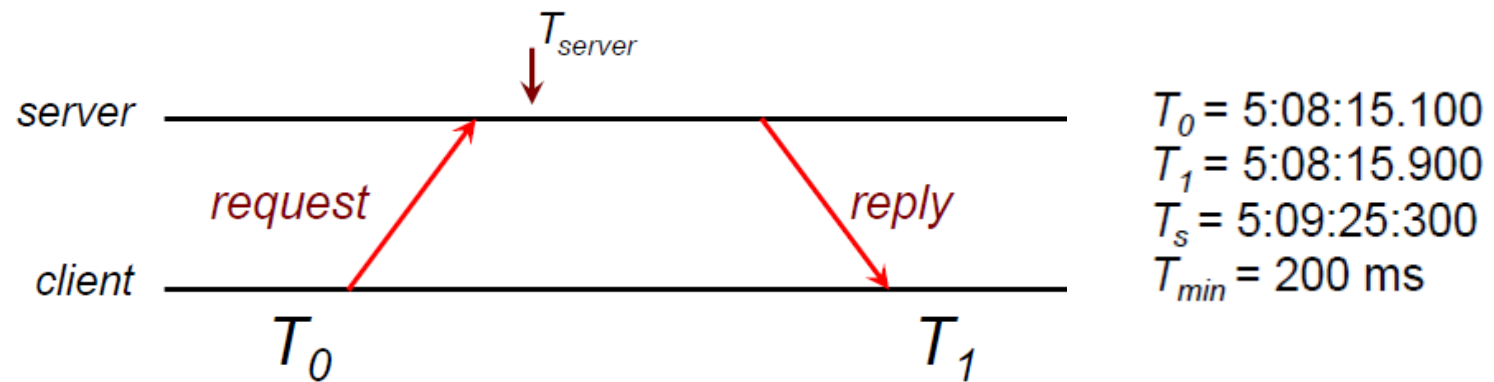 T_server
server
request
reply
client
T_0
T_1
T_0 = 5:08:15.100
T_1 = 5:08:15.900
T_s = 5:09:25:300
T_min = 200 ms